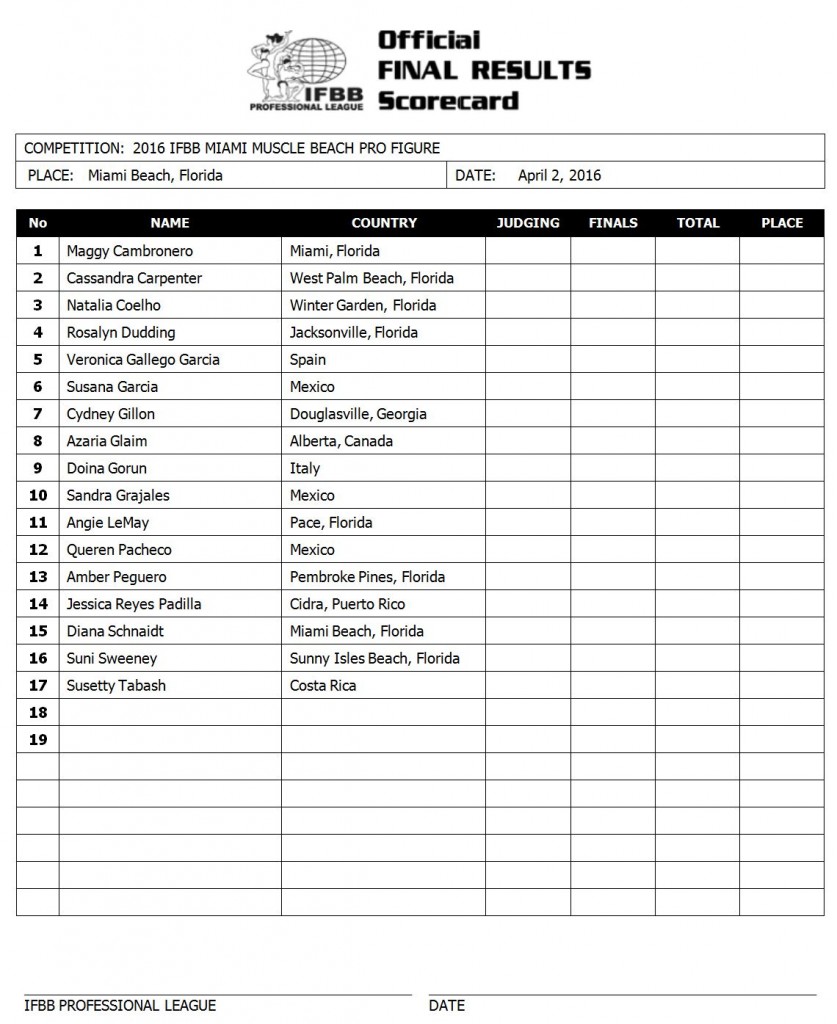 IFBB
PROFESSIONAL LEAGUE
Official
FINAL RESULTS
Scorecard
COMPETITION: 2016 IFBB MIAMI MUSCLE BEACH PRO FIGURE
PLACE: Miami Beach, Florida DATE: April 2, 2016
No NAME COUNTRY JUDGING FINALS TOTAL PLACE
1 Maggy Cambronero Miami, Florida
2 Cassandra Carpenter West Palm Beach, Florida
3 Natalia Coelho Winter Garden, Florida
4 Rosalyn Dudding Jacksonville, Florida
5 Veronica Gallego Garcia Spain
6 Susana Garcia Mexico
7 Cydney Gillon Douglasville, Georgia
8 Azaria Glaim Alberta, Canada
9 Doina Gorun Italy
10 Sandra Grajales Mexico
11 Angie LeMay Pace, Florida
12 Queren Pacheco Mexico
13 Amber Peguero Pembroke Pines, Florida
14 Jessica Reyes Padilla Cidra, Puerto Rico
15 Diana Schnaidt Miami Beach, Florida
16 Suni Sweeney Sunny Isles Beach, Florida
17 Susetty Tabash Costa Rica
18
19
IFBB PROFESSIONAL LEAGUE DATE